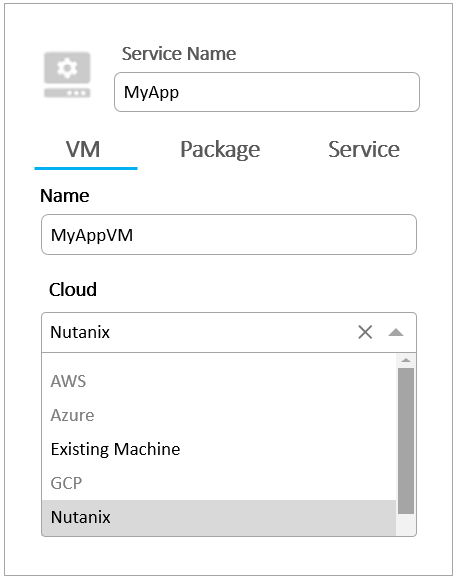 Service Name
MyApp
VM Package Service
Name
MyAppVM
Cloud
Nutanix
AWS
Azure
Existing Machine
GCP
Nutanix